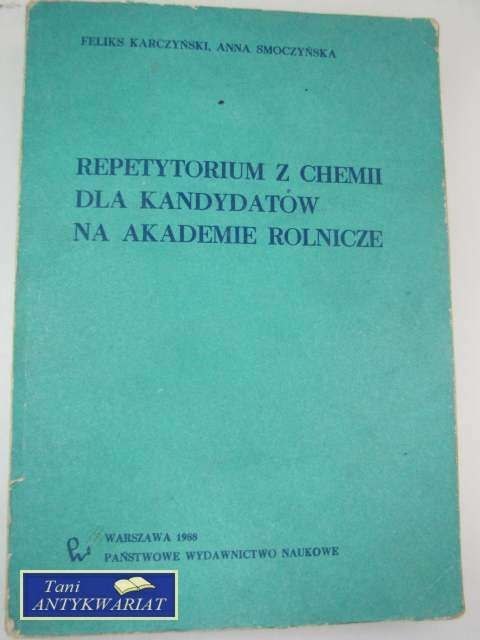 FELIKS KARCZYŃSKI, ANNA SMOCZYŃSKA
REPETYTORIUM Z CHEMII
DLA KANDYDATÓW
NA AKADEMIE ROLNICZE
WARSZAWA 1988
PAŃSTWOWE WYDAWNICTWO NAUKOWE
Tani
ANTYKWARIAT